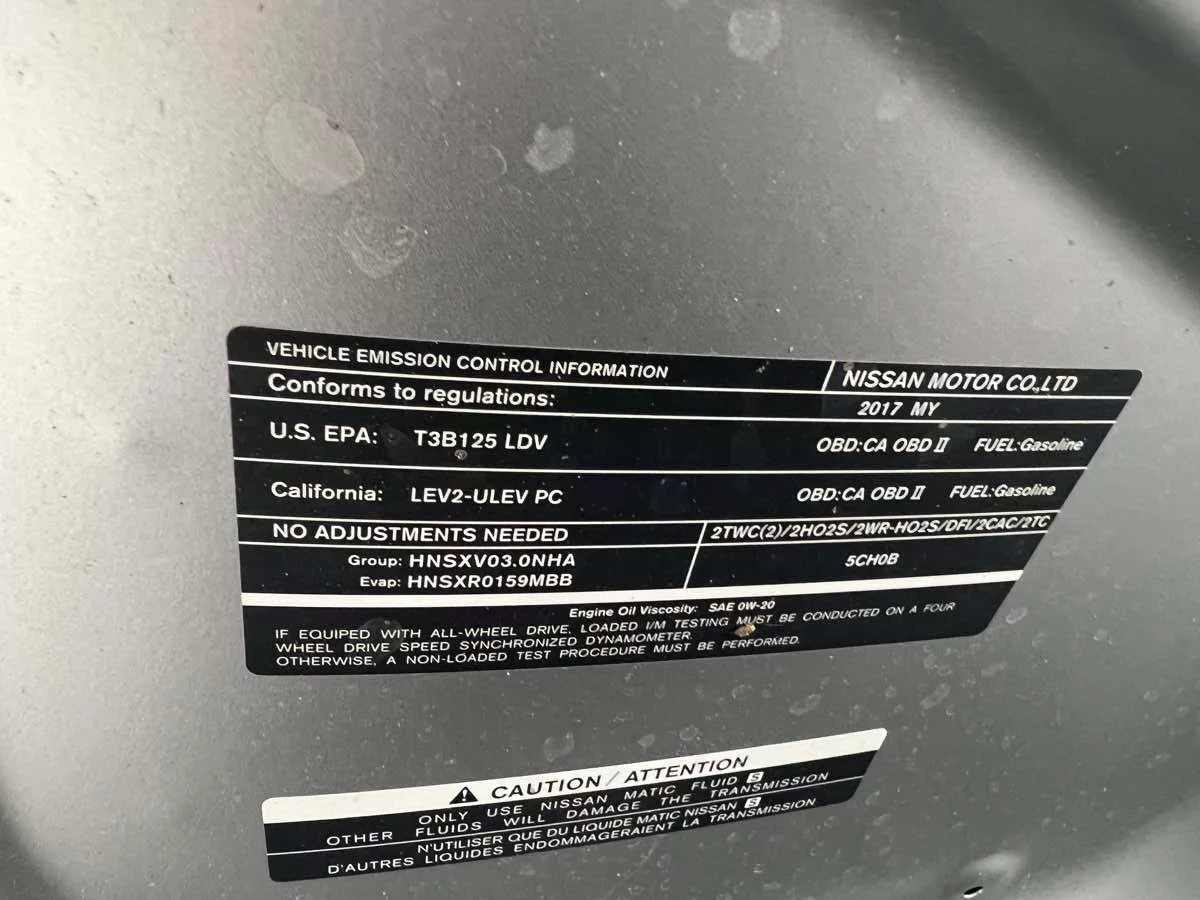 VEHICLE EMISSION CONTROL INFORMATION
NISSAN MOTOR CO.,LTD
Conforms to regulations:
2017 MY
U.S. EPA: T3B125 LDV OBD:CA OBD II FUEL:Gasoline
California: LEV2-ULEV PC OBD:CA OBD II FUEL:Gasoline
NO ADJUSTMENTS NEEDED
2TWC(2)/2HO2S/2WR-HO2S/DFI/2CAC/2TC
Group: HNSXV03.0NHA
Evap: HNSXR0159MBB
5CH0B
Engine Oil Viscosity: SAE 0W-20
IF EQUIPED WITH ALL-WHEEL DRIVE, LOADED I/M TESTING MUST BE CONDUCTED ON A FOUR
WHEEL DRIVE SPEED SYNCHRONIZED DYNAMOMETER.
OTHERWISE, A NON-LOADED TEST PROCEDURE MUST BE PERFORMED.
CAUTION / ATTENTION
ONLY USE NISSAN MATIC FLUID S
OTHER FLUIDS WILL DAMAGE THE TRANSMISSION
N'UTILISER QUE DU LIQUIDE MATIC NISSAN S
D'AUTRES LIQUIDES ENDOMMAGERAIENT LA TRANSMISSION